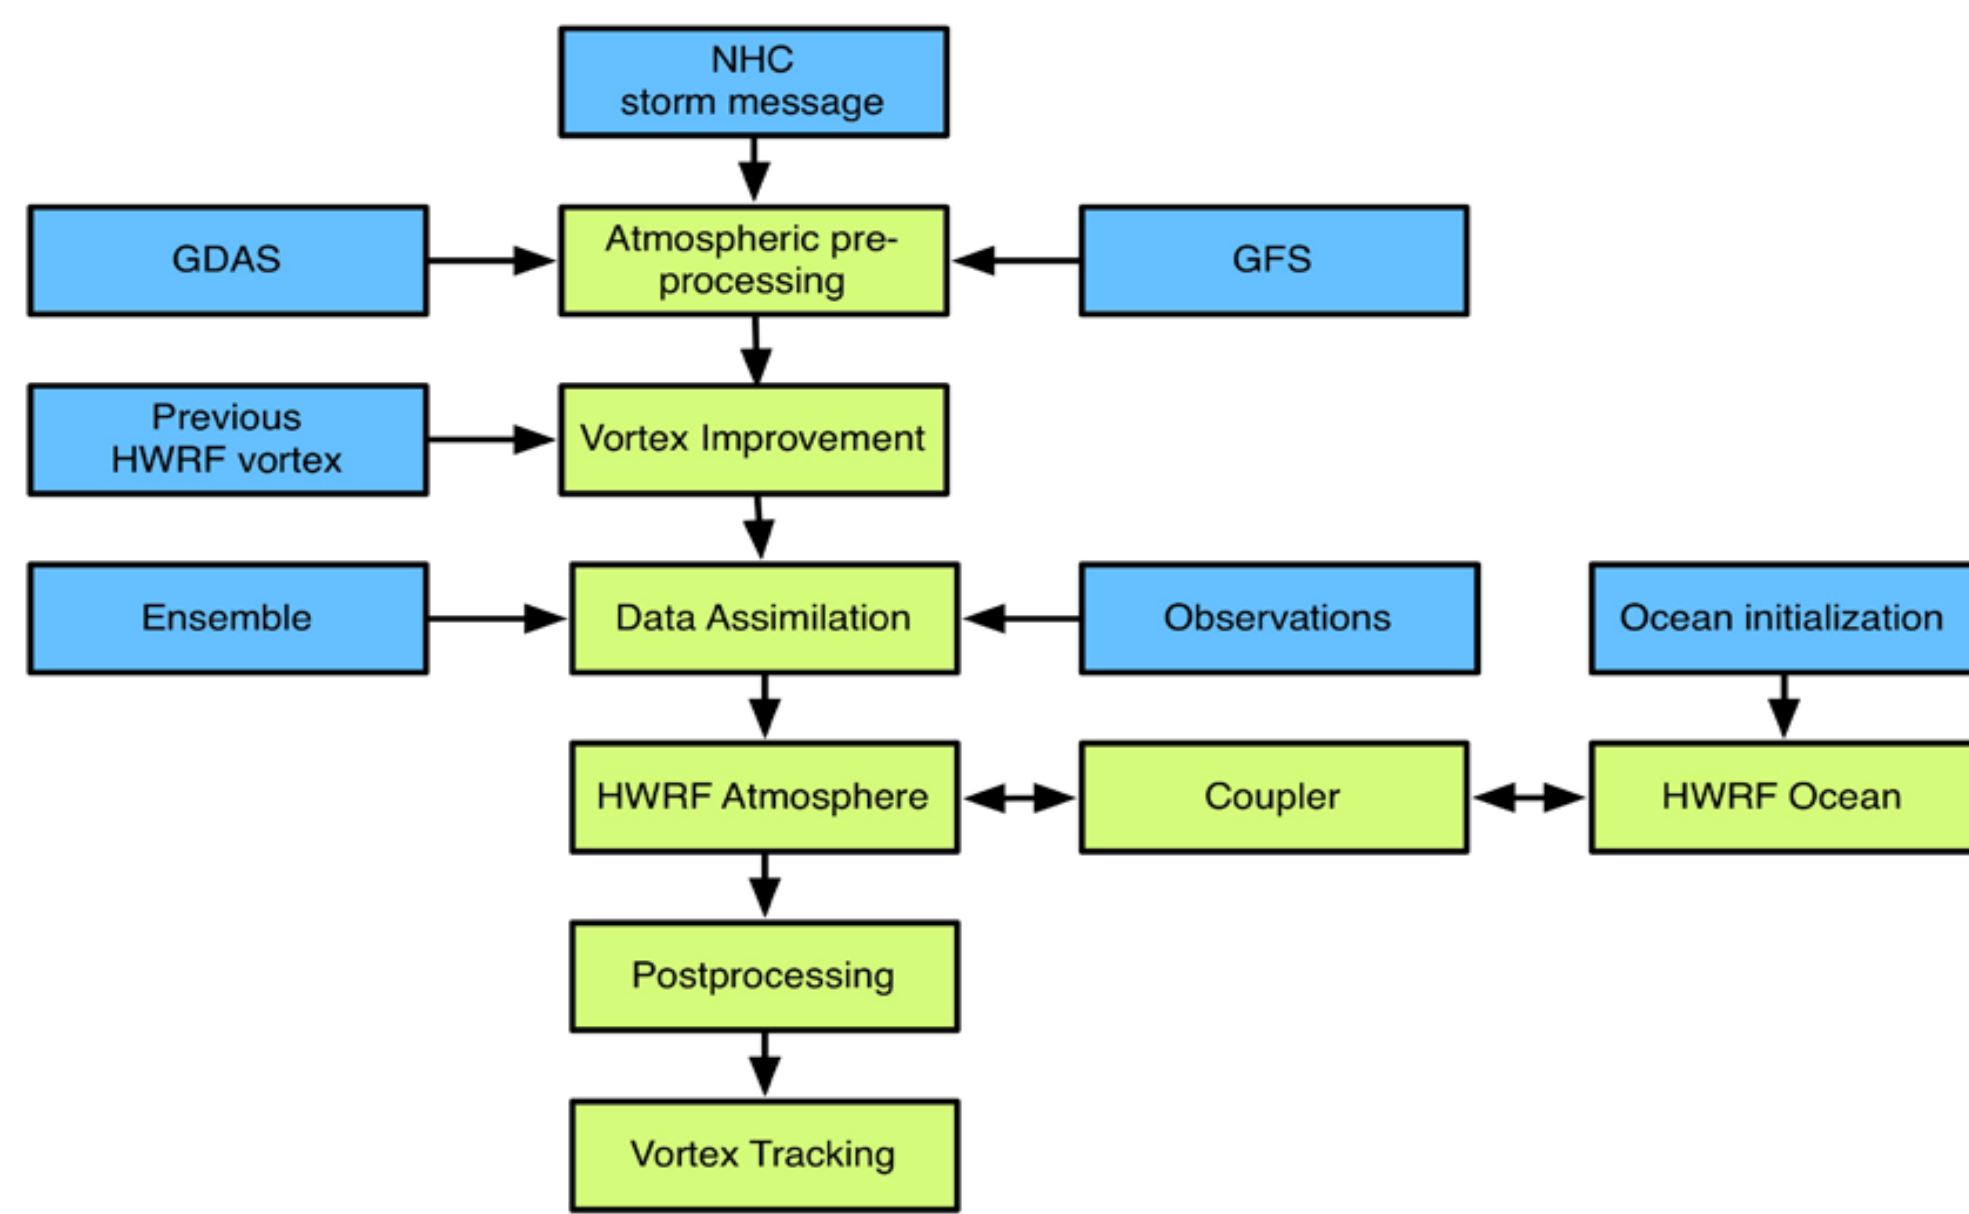 NHC
storm message
GDAS
Atmospheric pre-
processing
GFS
Previous
HWRF vortex
Vortex Improvement
Ensemble
Data Assimilation
Observations
Ocean initialization
HWRF Atmosphere
Coupler
HWRF Ocean
Postprocessing
Vortex Tracking